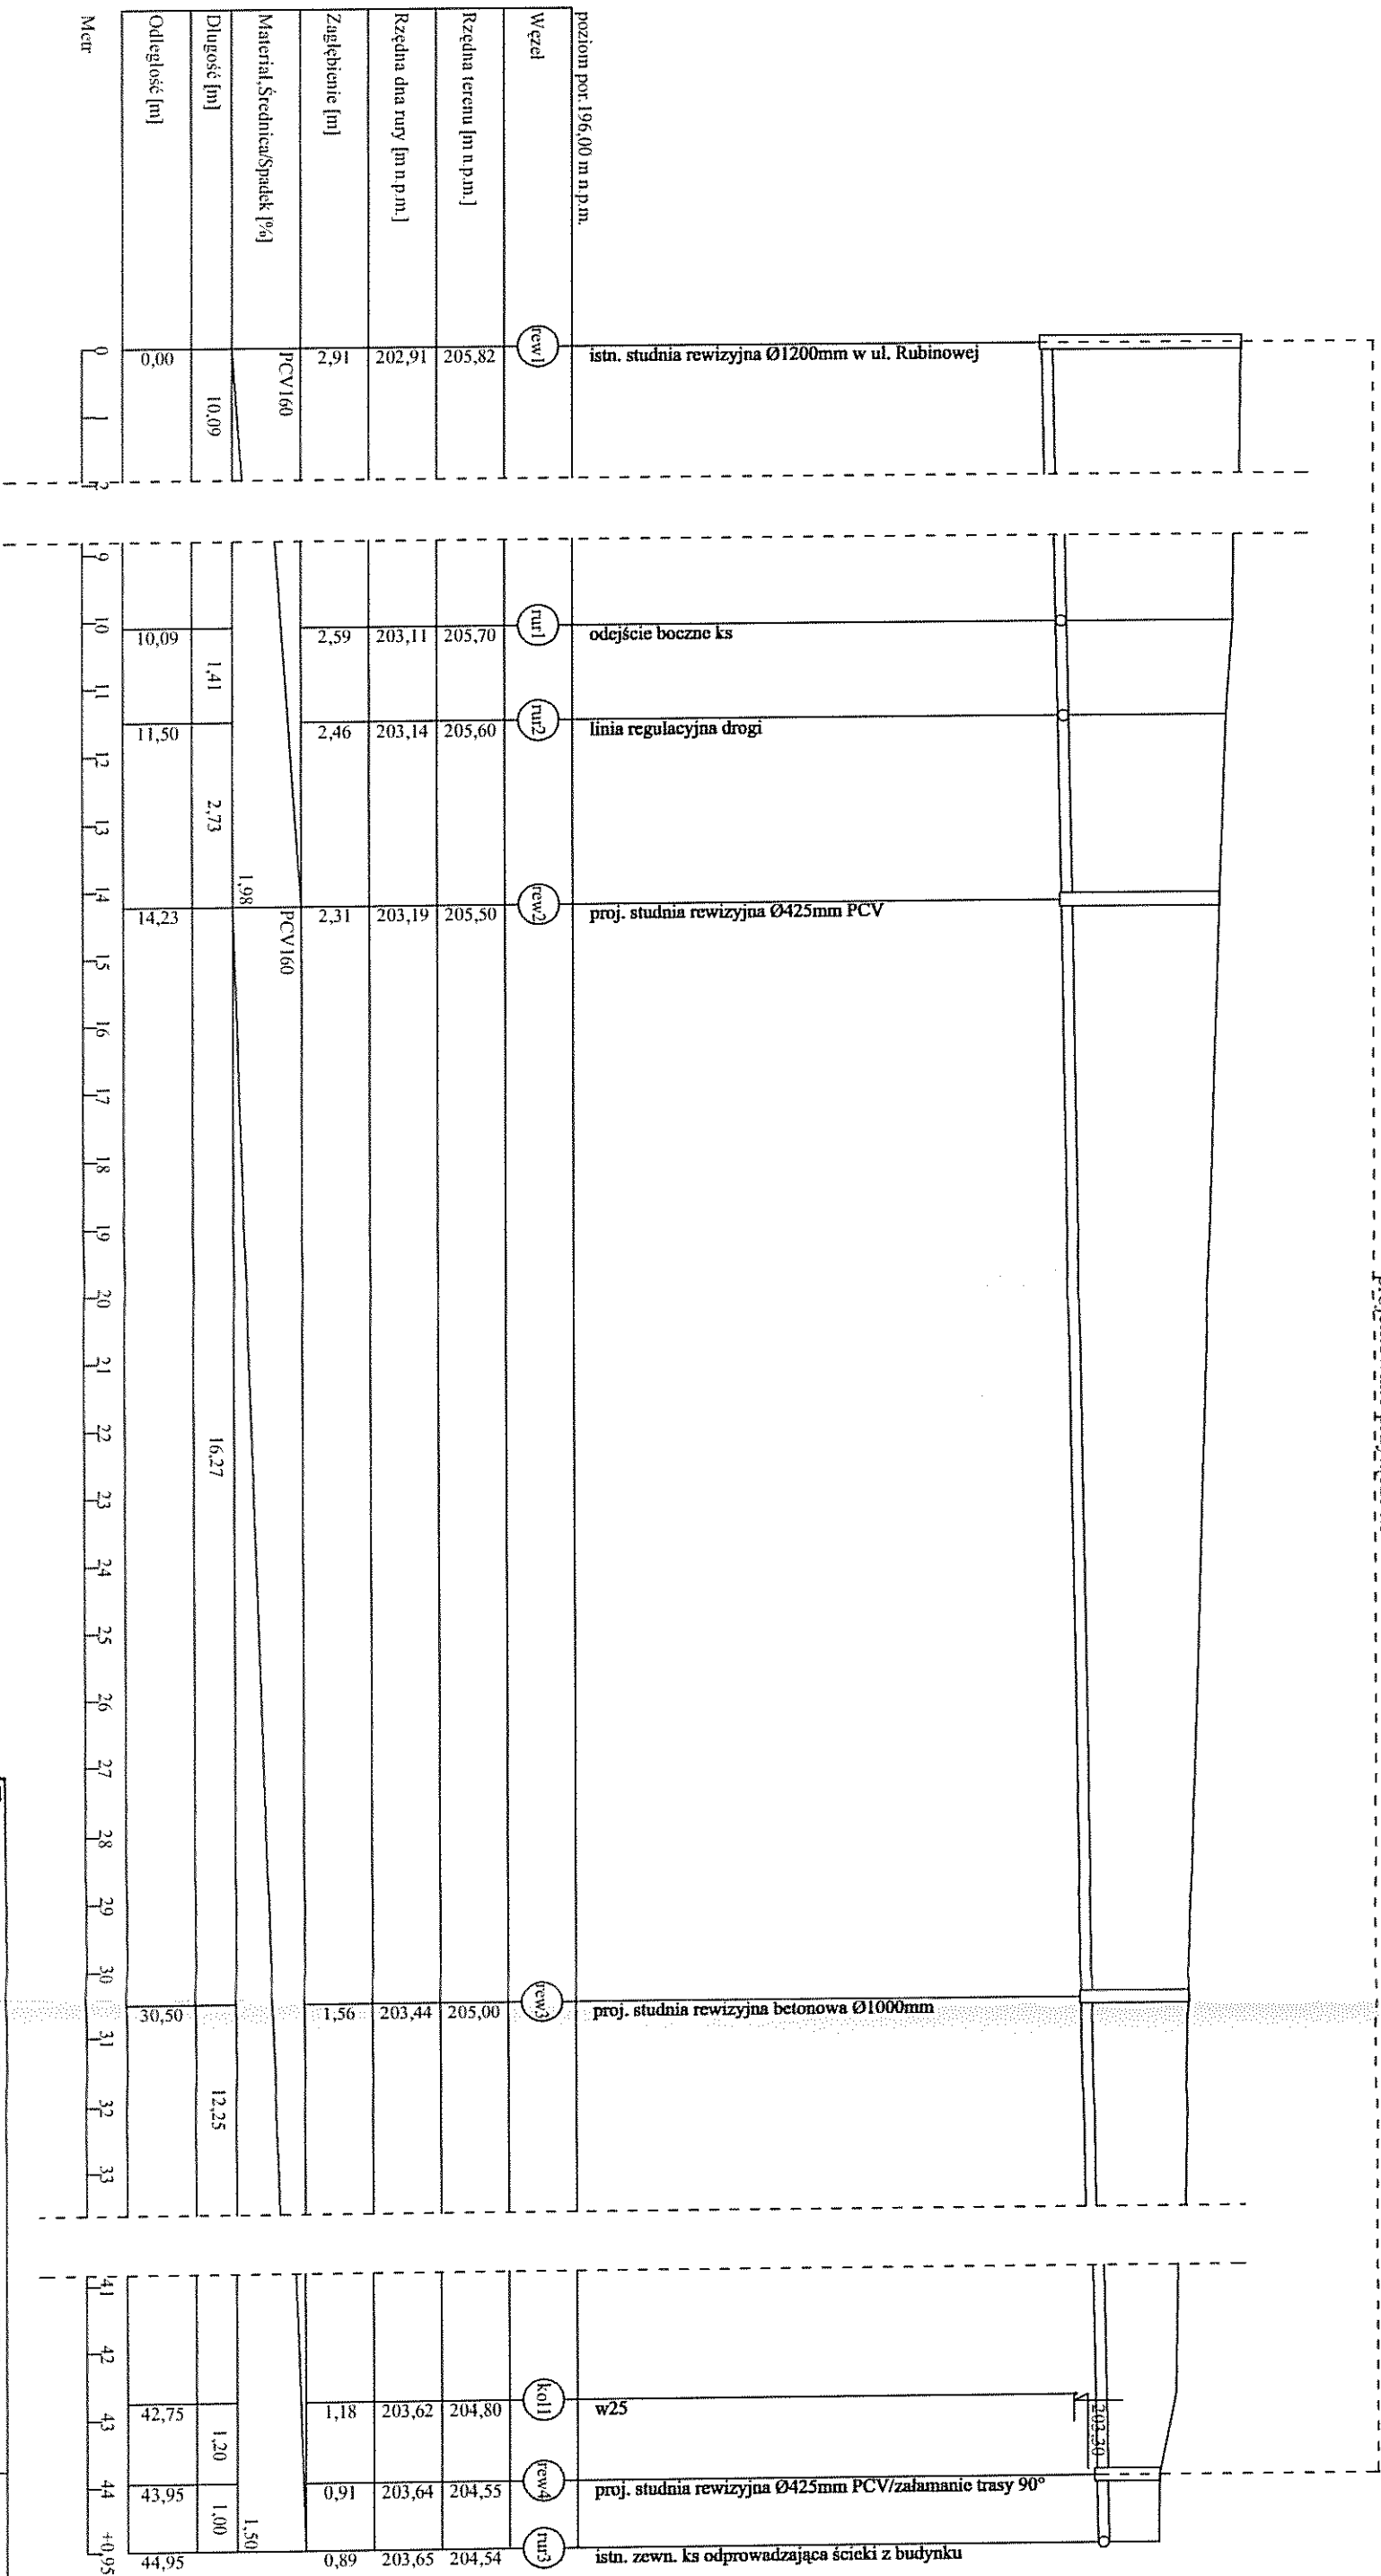 poziom por.196,00 m n.p.m.
Węzeł
rew1
rur1
rur2
rew2
rew3
kol1
rew4
rur3
istn. studnia rewizyjna Ø1200mm w ul. Rubinowej
odejście boczne ks
linia regulacyjna drogi
proj. studnia rewizyjna Ø425mm PCV
proj. studnia rewizyjna betonowa Ø1000mm
w25
203,30
proj. studnia rewizyjna Ø425mm PCV/załamanie trasy 90°
istn. zewn. ks odprowadzająca ścieki z budynku
Rzędna terenu [m n.p.m.] 205,82 205,70 205,60 205,50 205,00 204,80 204,55 204,54
Rzędna dna rury [m n.p.m.] 202,91 203,11 203,14 203,19 203,44 203,62 203,64 203,65
Zagłębienie [m] 2,91 2,59 2,46 2,31 1,56 1,18 0,91 0,89
Materiał,Średnica/Spadek [%] PCV160 1,98 PCV160 1,50
Długość [m] 10,09 1,41 2,73 16,27 12,25 1,20 1,00
Odległość [m] 0,00 10,09 11,50 14,23 30,50 42,75 43,95 44,95
Metr 0 1 2 9 10 11 12 13 14 15 16 17 18 19 20 21 22 23 24 25 26 27 28 29 30 31 32 33 41 42 43 44 +0,95